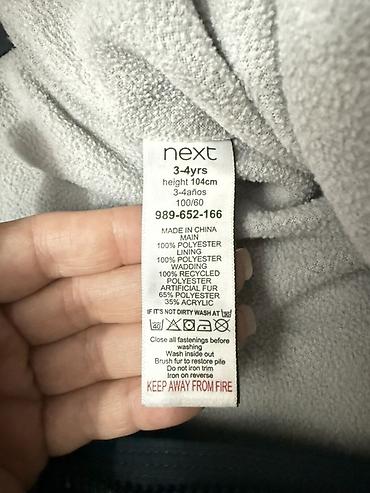 next
3-4yrs
height 104cm
3-4años
100/60
989-652-166
MADE IN CHINA
MAIN
100% POLYESTER
LINING
100% POLYESTER
WADDING
100% RECYCLED
POLYESTER
ARTIFICIAL FUR
65% POLYESTER
35% ACRYLIC
IF IT'S NOT DIRTY WASH AT 30
40
Close all fastenings before
washing
Wash inside out
Brush fur to restore pile
Do not iron trim
Iron on reverse
KEEP AWAY FROM FIRE